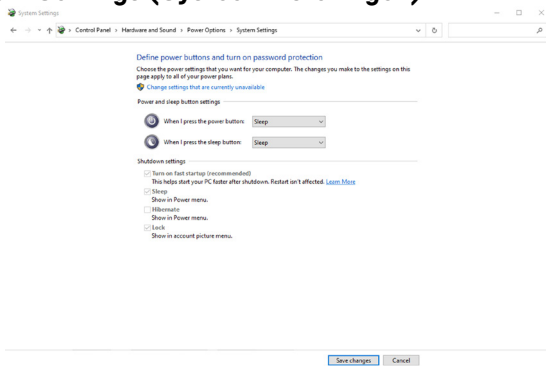 System Settings
Control Panel > Hardware and Sound > Power Options > System Settings
Define power buttons and turn on password protection
Choose the power settings that you want for your computer. The changes you make to the settings on this
page apply to all of your power plans.
Change settings that are currently unavailable
Power and sleep button settings
When I press the power button: Sleep
When I press the sleep button: Sleep
Shutdown settings
Turn on fast startup (recommended)
This helps start your PC faster after shutdown. Restart isn't affected. Learn More
Sleep
Show in Power menu.
Hibernate
Show in Power menu.
Lock
Show in account picture menu.
Save changes Cancel